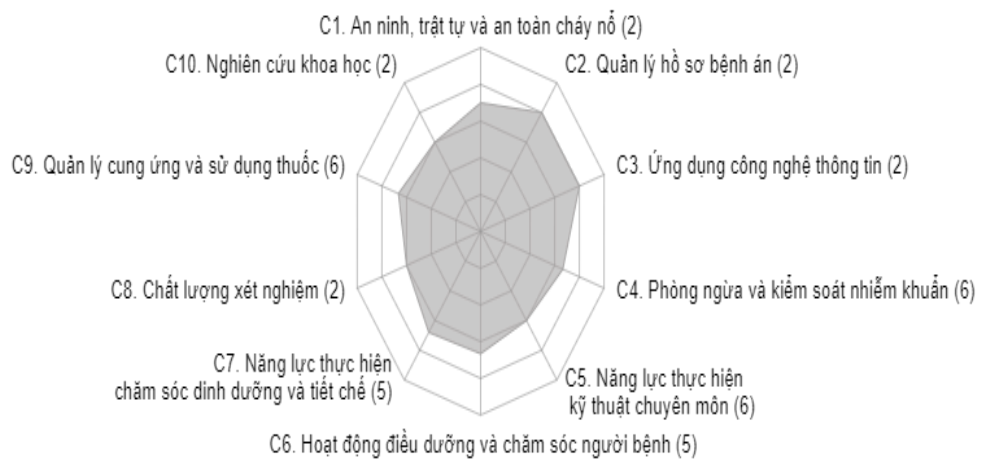 C1. An ninh, trật tự và an toàn cháy nổ (2)
C2. Quản lý hồ sơ bệnh án (2)
C3. Ứng dụng công nghệ thông tin (2)
C4. Phòng ngừa và kiểm soát nhiễm khuẩn (6)
C5. Năng lực thực hiện
kỹ thuật chuyên môn (6)
C6. Hoạt động điều dưỡng và chăm sóc người bệnh (5)
C7. Năng lực thực hiện
chăm sóc dinh dưỡng và tiết chế (5)
C8. Chất lượng xét nghiệm (2)
C9. Quản lý cung ứng và sử dụng thuốc (6)
C10. Nghiên cứu khoa học (2)